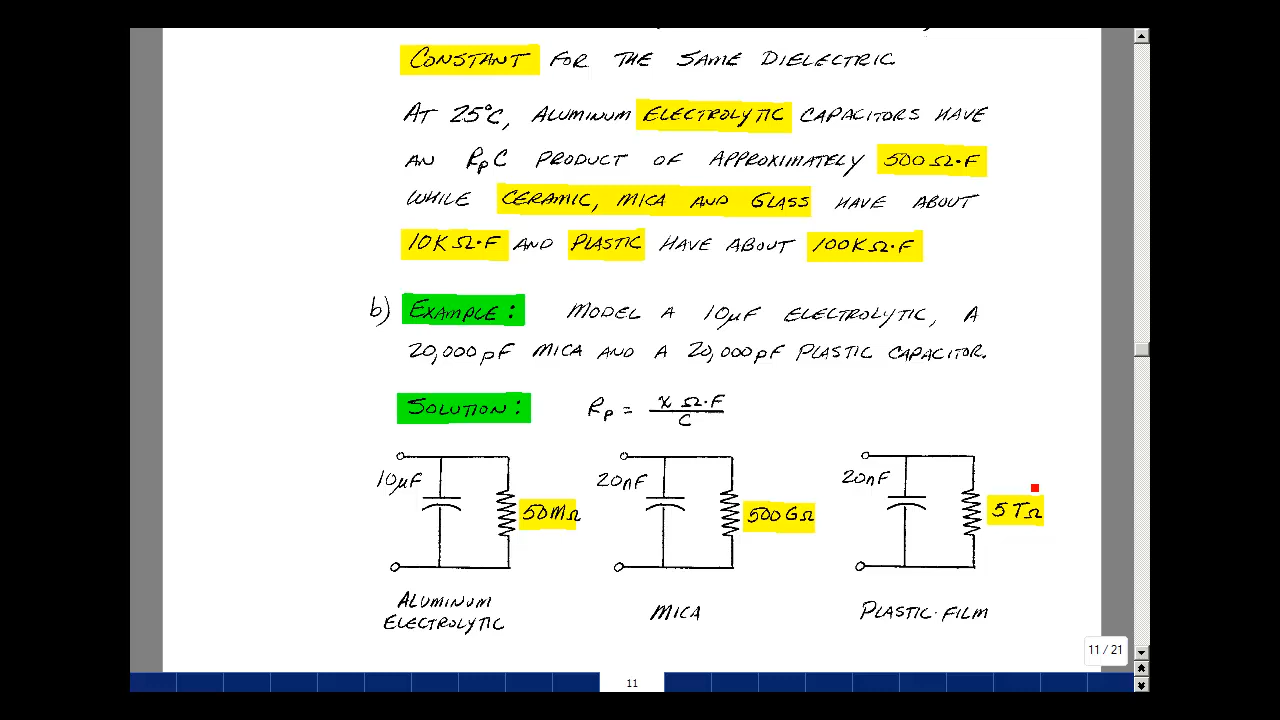 CONSTANT FOR THE SAME DIELECTRIC
AT 25°C, ALUMINUM ELECTROLYTIC CAPACITORS HAVE
AN RpC PRODUCT OF APPROXIMATELY 500 Ω·F
WHILE CERAMIC, MICA AND GLASS HAVE ABOUT
10K Ω·F AND PLASTIC HAVE ABOUT 100K Ω·F
b) EXAMPLE: MODEL A 10µF ELECTROLYTIC, A
20,000pF MICA AND A 20,000pF PLASTIC CAPACITOR.
SOLUTION: Rp = X Ω·F / C
10µF 50MΩ 20nF 500GΩ 20nF 5TΩ
ALUMINUM
ELECTROLYTIC
MICA
PLASTIC FILM
11 / 21
11